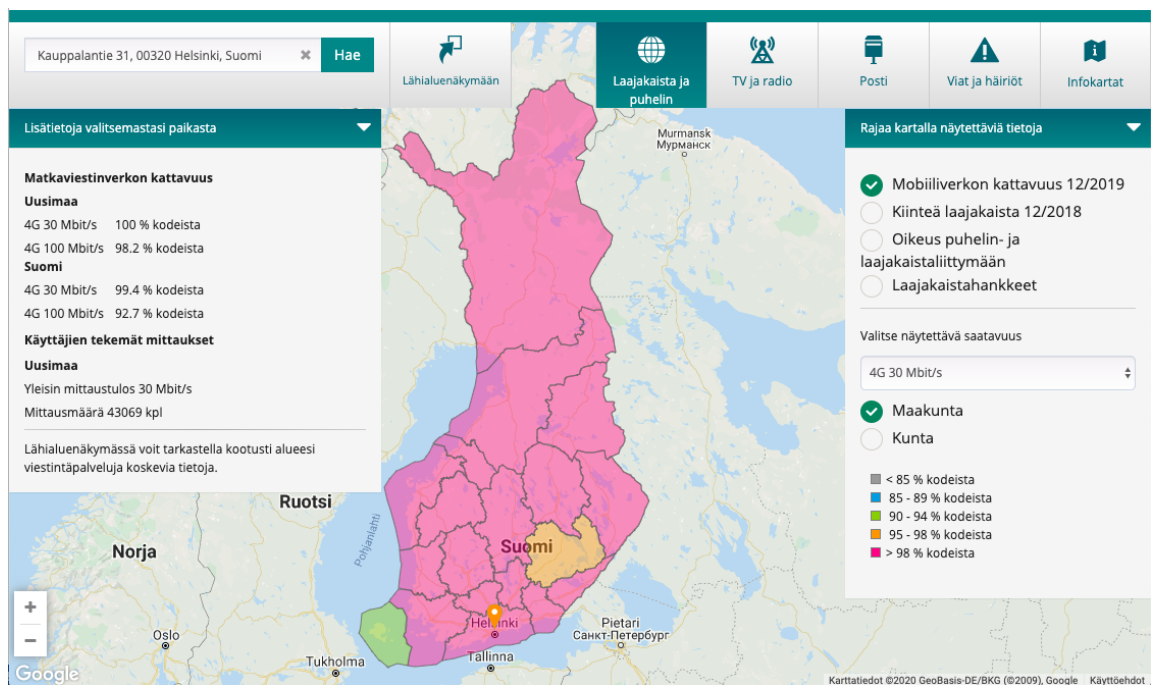 Kauppalantie 31, 00320 Helsinki, Suomi
Hae
Lähialuenäkymään
Laajakaista ja
puhelin
TV ja radio
Posti
Viat ja häiriöt
Infokartat
Lisätietoja valitsemastasi paikasta
Matkaviestinverkon kattavuus
Uusimaa
4G 30 Mbit/s 100 % kodeista
4G 100 Mbit/s 98.2 % kodeista
Suomi
4G 30 Mbit/s 99.4 % kodeista
4G 100 Mbit/s 92.7 % kodeista
Käyttäjien tekemät mittaukset
Uusimaa
Yleisin mittaustulos 30 Mbit/s
Mittausmäärä 43069 kpl
Lähialuenäkymässä voit tarkastella kootusti alueesi
viestintäpalveluja koskevia tietoja.
Murmansk
Мурманск
Ruotsi
Norja
Pohjanlahti
Suomi
Helsinki
Oslo
Tukholma
Tallinna
Pietari
Санкт-Петербург
Rajaa kartalla näytettäviä tietoja
Mobiiliverkon kattavuus 12/2019
Kiinteä laajakaista 12/2018
Oikeus puhelin- ja
laajakaistaliittymään
Laajakaistahankkeet
Valitse näytettävä saatavuus
4G 30 Mbit/s
Maakunta
Kunta
< 85 % kodeista
85 - 89 % kodeista
90 - 94 % kodeista
95 - 98 % kodeista
> 98 % kodeista
+
−
Google
Karttatiedot ©2020 GeoBasis-DE/BKG (©2009), Google Käyttöehdot